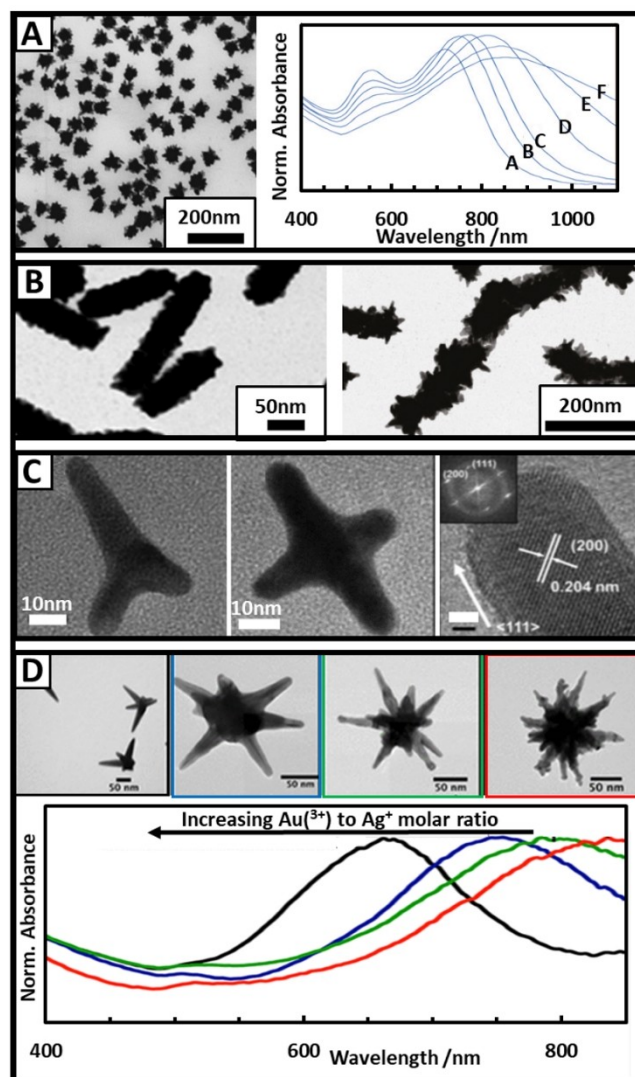 A
200nm
Norm. Absorbance
A
B
C
D
E
F
400 600 800 1000
Wavelength /nm
B
50nm
200nm
C
10nm
10nm
(200)
(111)
(200)
0.204 nm
<111>
D
50 nm
50 nm
50 nm
50 nm
Increasing Au(³⁺) to Ag⁺ molar ratio
Norm. Absorbance
400 600 800
Wavelength /nm